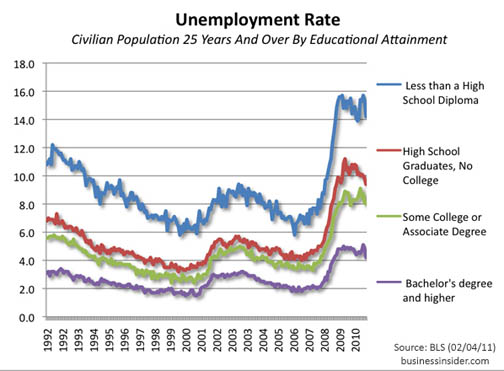 Unemployment Rate
Civilian Population 25 Years And Over By Educational Attainment
18.0
16.0
14.0
12.0
10.0
8.0
6.0
4.0
2.0
0.0
1992
1992
1993
1994
1995
1996
1997
1998
1999
2000
2001
2002
2003
2004
2005
2006
2007
2008
2009
2010
Less than a High
School Diploma
High School
Graduates, No
College
Some College or
Associate Degree
Bachelor's degree
and higher
Source: BLS (02/04/11)
businessinsider.com